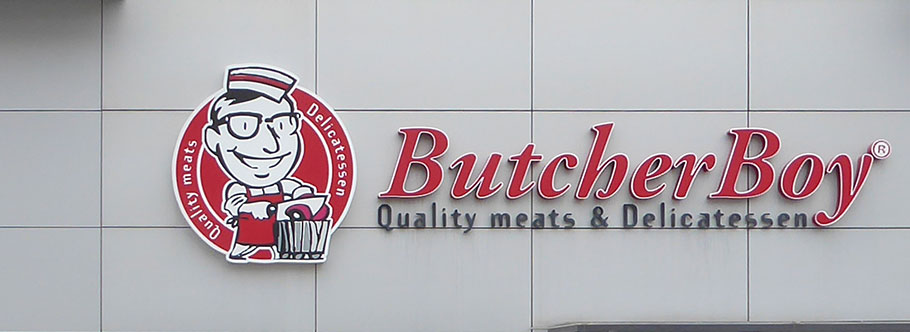 Quality meats
Delicatessen
ButcherBoy®
Quality meats & Delicatessen